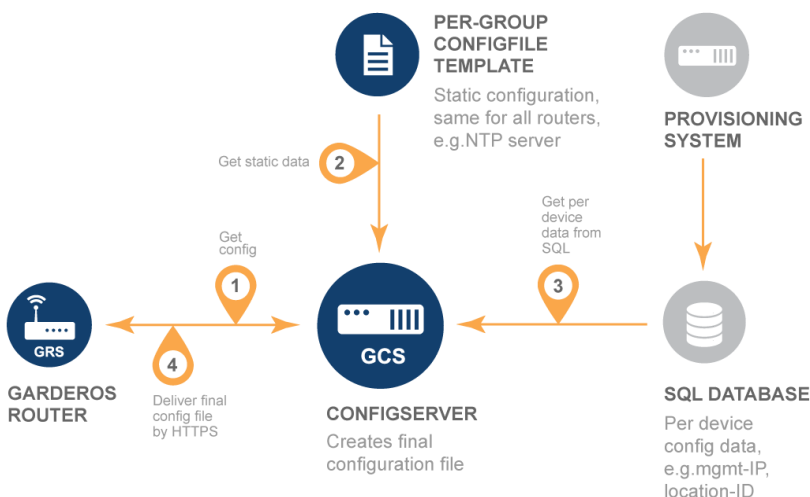 PER-GROUP
CONFIGFILE
TEMPLATE
Static configuration,
same for all routers,
e.g.NTP server
PROVISIONING
SYSTEM
Get static data
2
Get per
device
data from
SQL
3
Get
config
1
GRS
GCS
4
GARDEROS
ROUTER
Deliver final
config file
by HTTPS
CONFIGSERVER
Creates final
configuration file
SQL DATABASE
Per device
config data,
e.g.mgmt-IP,
location-ID